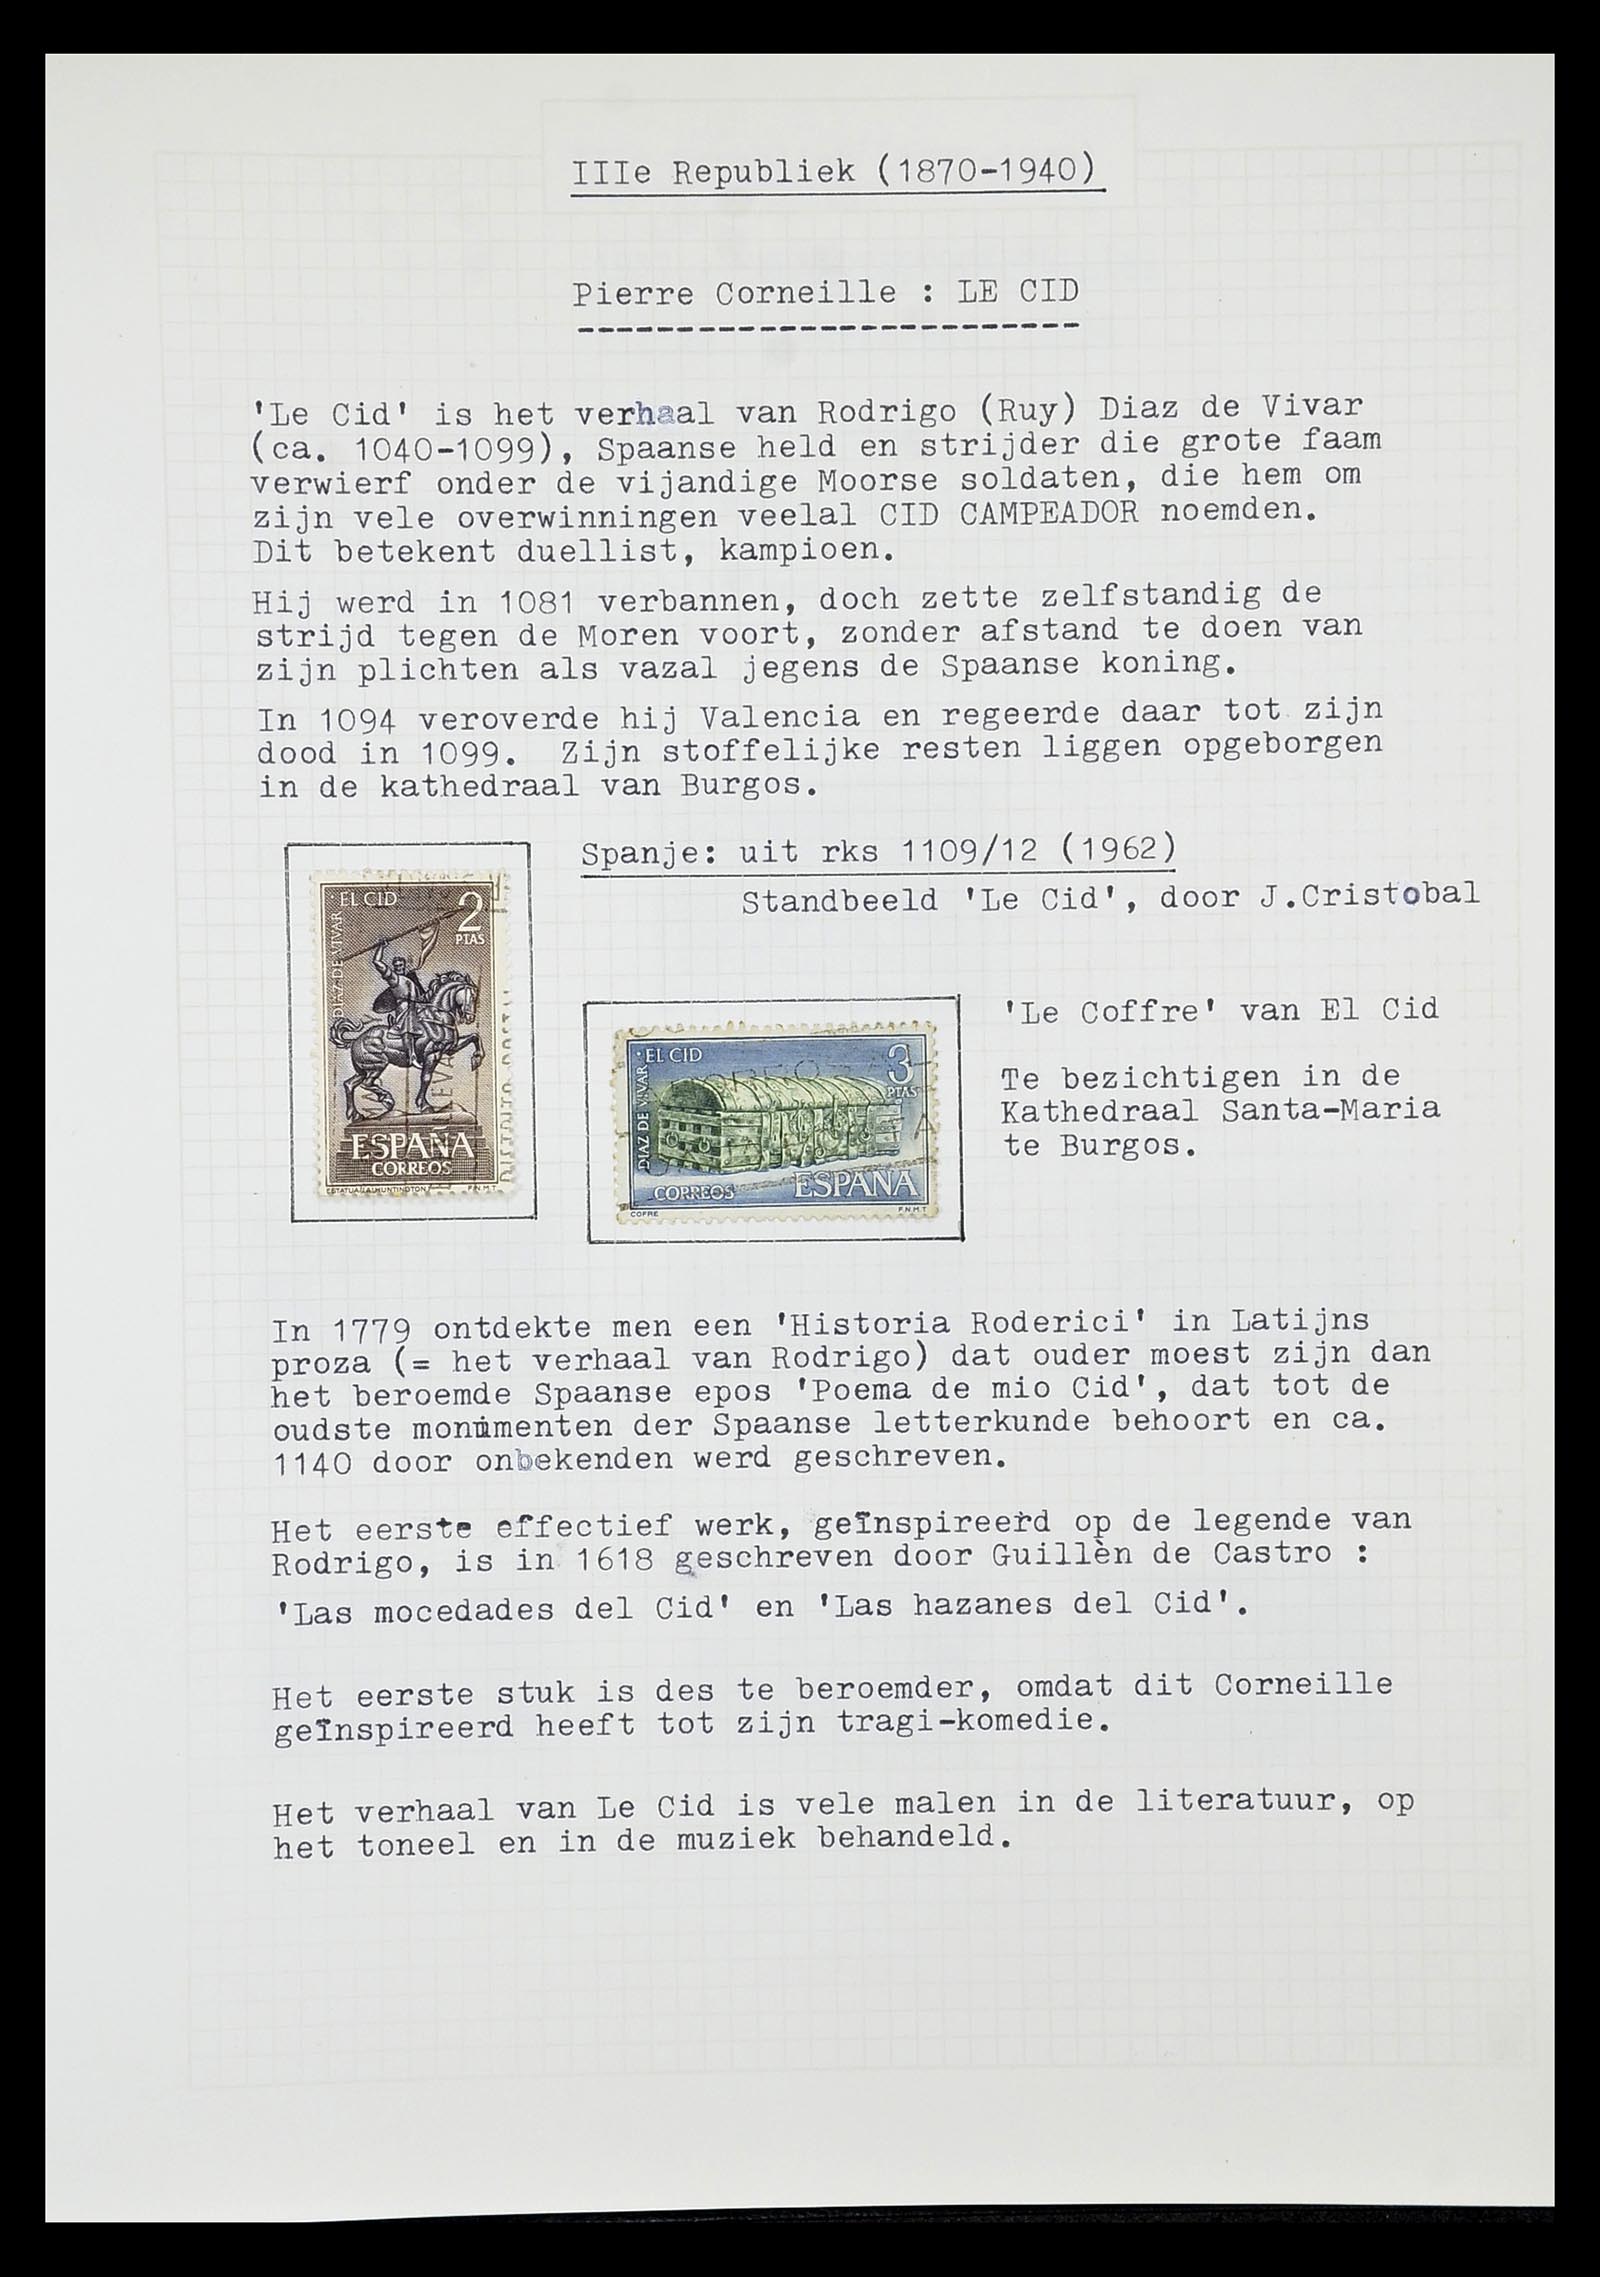 IIIe Republiek (1870-1940)
Pierre Corneille : LE CID
'Le Cid' is het verhaal van Rodrigo (Ruy) Diaz de Vivar
(ca. 1040-1099), Spaanse held en strijder die grote faam
verwierf onder de vijandige Moorse soldaten, die hem om
zijn vele overwinningen veelal CID CAMPEADOR noemden.
Dit betekent duellist, kampioen.
Hij werd in 1081 verbannen, doch zette zelfstandig de
strijd tegen de Moren voort, zonder afstand te doen van
zijn plichten als vazal jegens de Spaanse koning.
In 1094 veroverde hij Valencia en regeerde daar tot zijn
dood in 1099.  Zijn stoffelijke resten liggen opgeborgen
in de kathedraal van Burgos.
Spanje: uit rks 1109/12 (1962)
Standbeeld 'Le Cid', door J.Cristobal
· EL CID
DIAZ DE VIVAR
2
PTAS
ESPAÑA
CORREOS
F.N.M.T.
· EL CID
DIAZ DE VIVAR
3
PTAS
CORREOS ESPAÑA
COFRE F.N.M.T
'Le Coffre' van El Cid
Te bezichtigen in de
Kathedraal Santa-Maria
te Burgos.
In 1779 ontdekte men een 'Historia Roderici' in Latijns
proza (= het verhaal van Rodrigo) dat ouder moest zijn dan
het beroemde Spaanse epos 'Poema de mio Cid', dat tot de
oudste monumenten der Spaanse letterkunde behoort en ca.
1140 door onbekenden werd geschreven.
Het eerste effectief werk, geïnspireerd op de legende van
Rodrigo, is in 1618 geschreven door Guillèn de Castro :
'Las mocedades del Cid' en 'Las hazanes del Cid'.
Het eerste stuk is des te beroemder, omdat dit Corneille
geïnspireerd heeft tot zijn tragi-komedie.
Het verhaal van Le Cid is vele malen in de literatuur, op
het toneel en in de muziek behandeld.